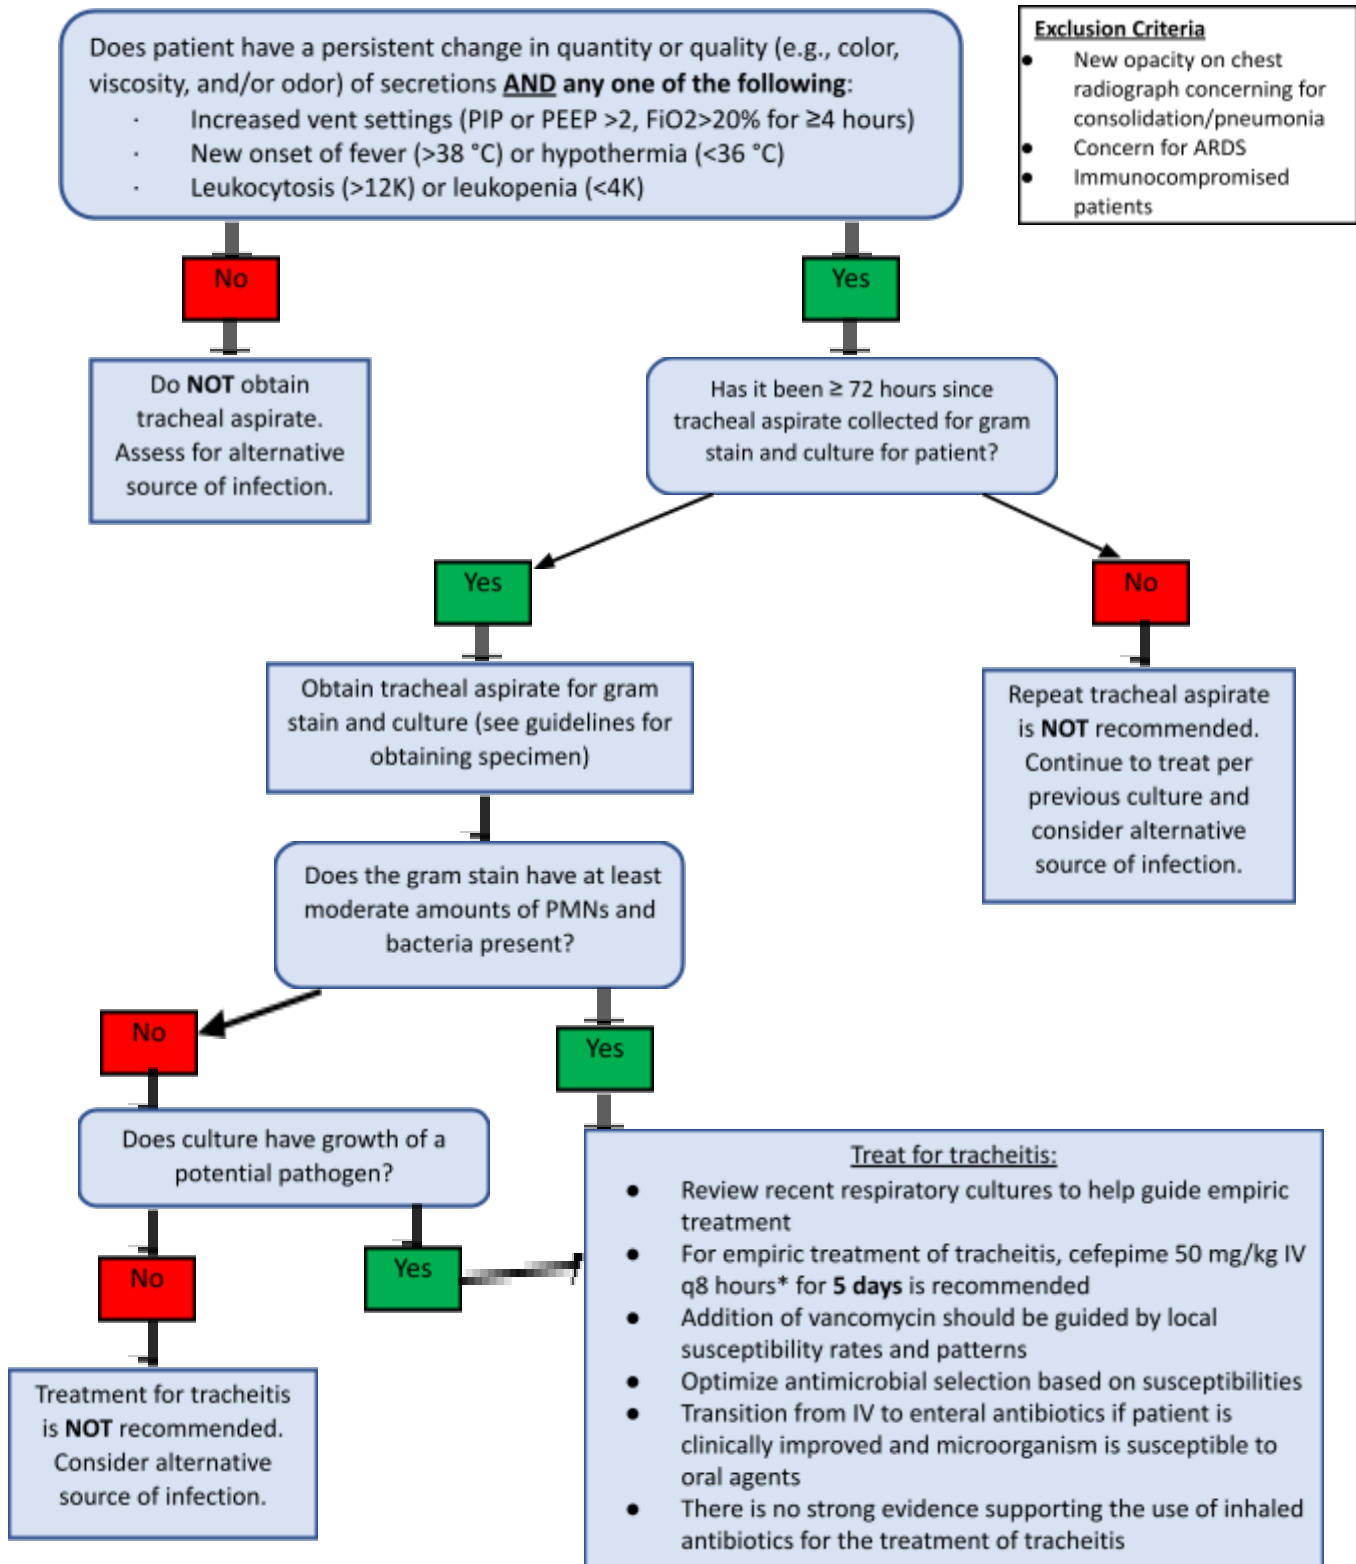 Does patient have a persistent change in quantity or quality (e.g., color,
viscosity, and/or odor) of secretions AND any one of the following:
· Increased vent settings (PIP or PEEP >2, FiO2>20% for ≥4 hours)
· New onset of fever (>38 °C) or hypothermia (<36 °C)
· Leukocytosis (>12K) or leukopenia (<4K)
Exclusion Criteria
● New opacity on chest
radiograph concerning for
consolidation/pneumonia
● Concern for ARDS
● Immunocompromised
patients
No
Yes
Do NOT obtain
tracheal aspirate.
Assess for alternative
source of infection.
Has it been ≥ 72 hours since
tracheal aspirate collected for gram
stain and culture for patient?
Yes
No
Obtain tracheal aspirate for gram
stain and culture (see guidelines for
obtaining specimen)
Repeat tracheal aspirate
is NOT recommended.
Continue to treat per
previous culture and
consider alternative
source of infection.
Does the gram stain have at least
moderate amounts of PMNs and
bacteria present?
No
Yes
Does culture have growth of a
potential pathogen?
No
Yes
Treatment for tracheitis
is NOT recommended.
Consider alternative
source of infection.
Treat for tracheitis:
● Review recent respiratory cultures to help guide empiric
treatment
● For empiric treatment of tracheitis, cefepime 50 mg/kg IV
q8 hours* for 5 days is recommended
● Addition of vancomycin should be guided by local
susceptibility rates and patterns
● Optimize antimicrobial selection based on susceptibilities
● Transition from IV to enteral antibiotics if patient is
clinically improved and microorganism is susceptible to
oral agents
● There is no strong evidence supporting the use of inhaled
antibiotics for the treatment of tracheitis